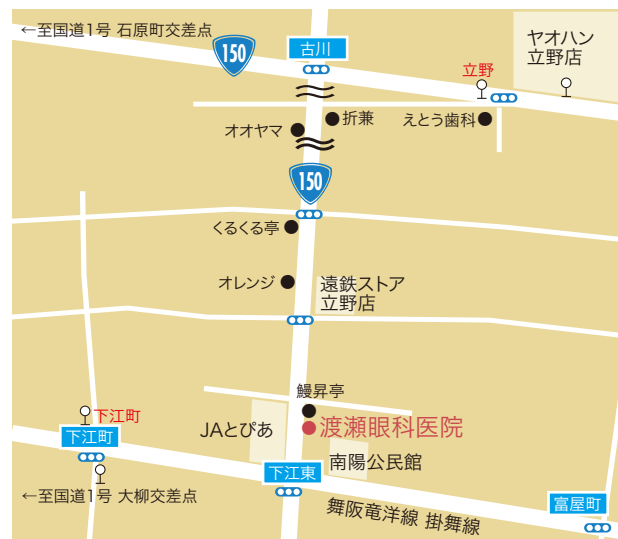 ←至国道1号 石原町交差点
150
古川
ヤオハン
立野店
立野
オオヤマ
折兼
えとう歯科
150
くるくる亭
オレンジ
遠鉄ストア
立野店
鰻昇亭
下江町
下江町
JAとぴあ
渡瀬眼科医院
下江東
南陽公民館
←至国道1号 大柳交差点
舞阪竜洋線 掛舞線
富屋町